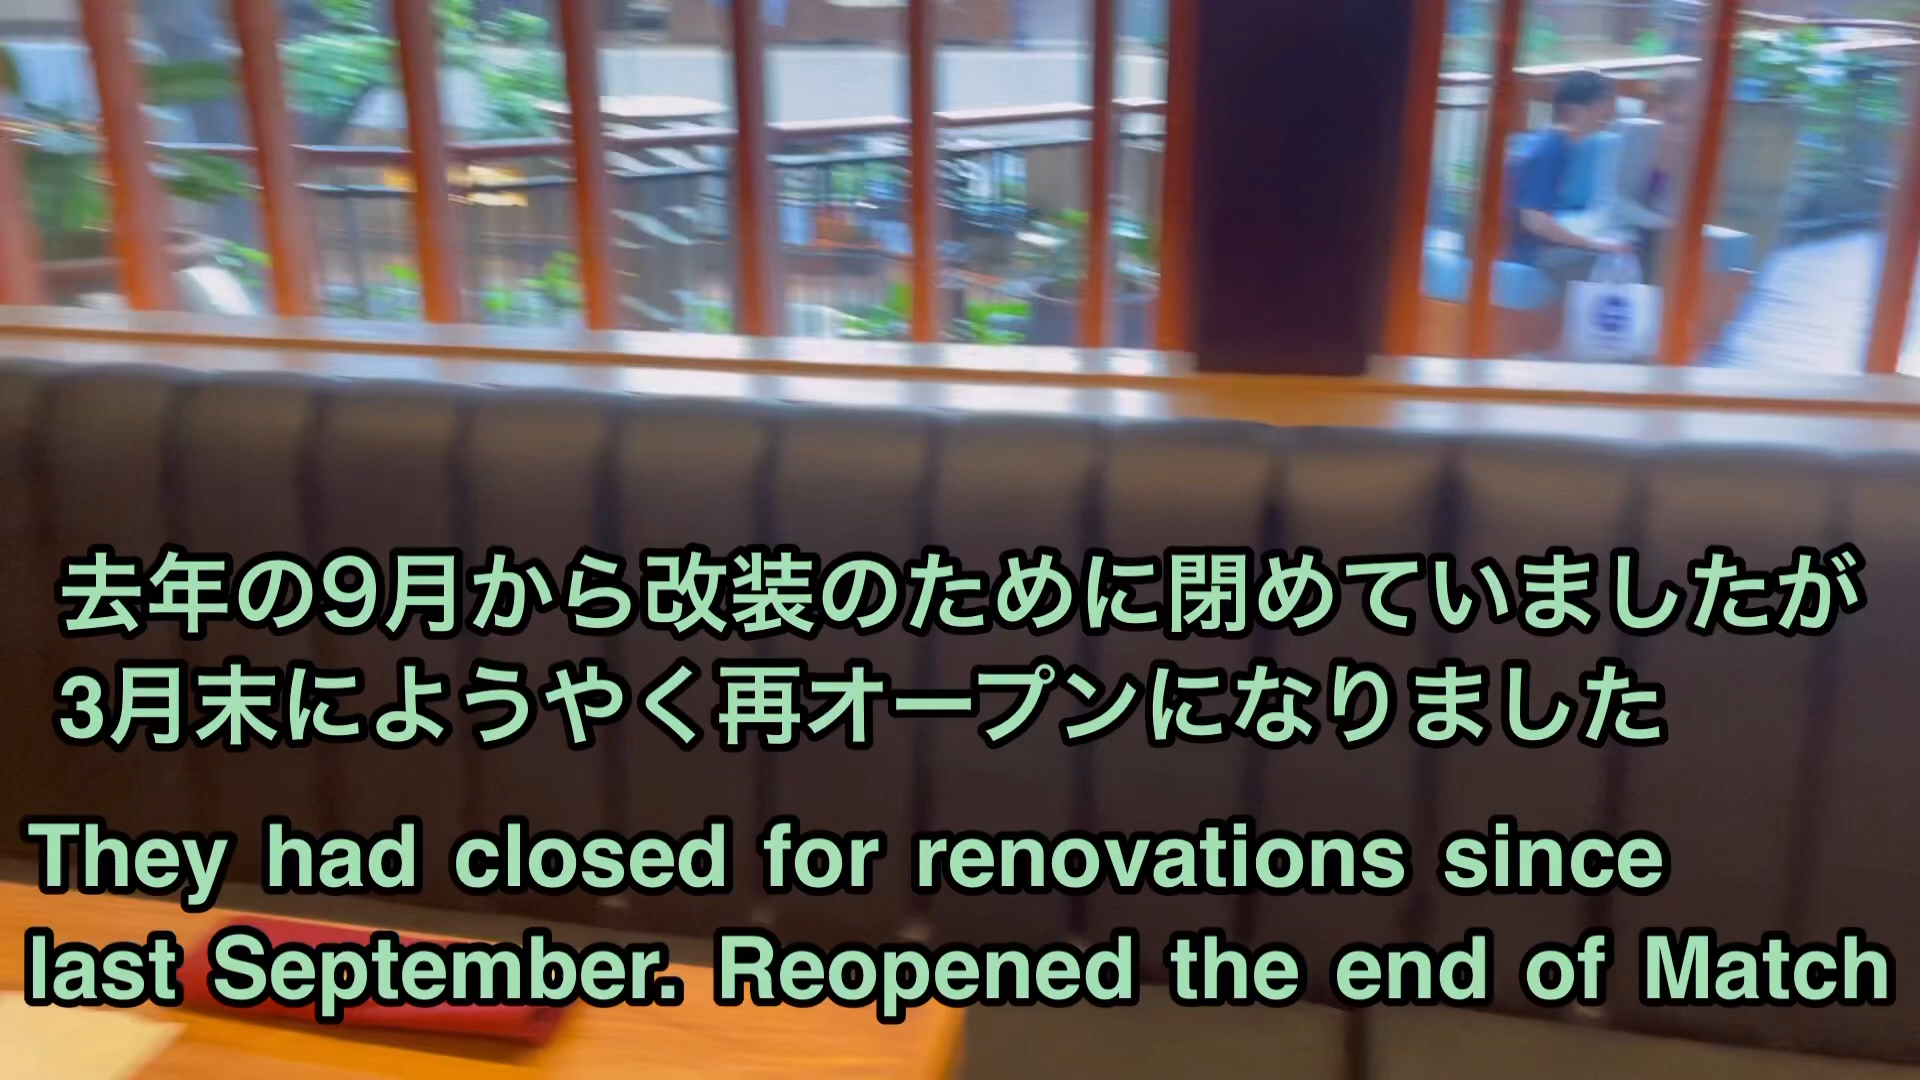 去年の9月から改装のために閉めていましたが
3月末にようやく再オープンになりました
They had closed for renovations since
last September. Reopened the end of Match